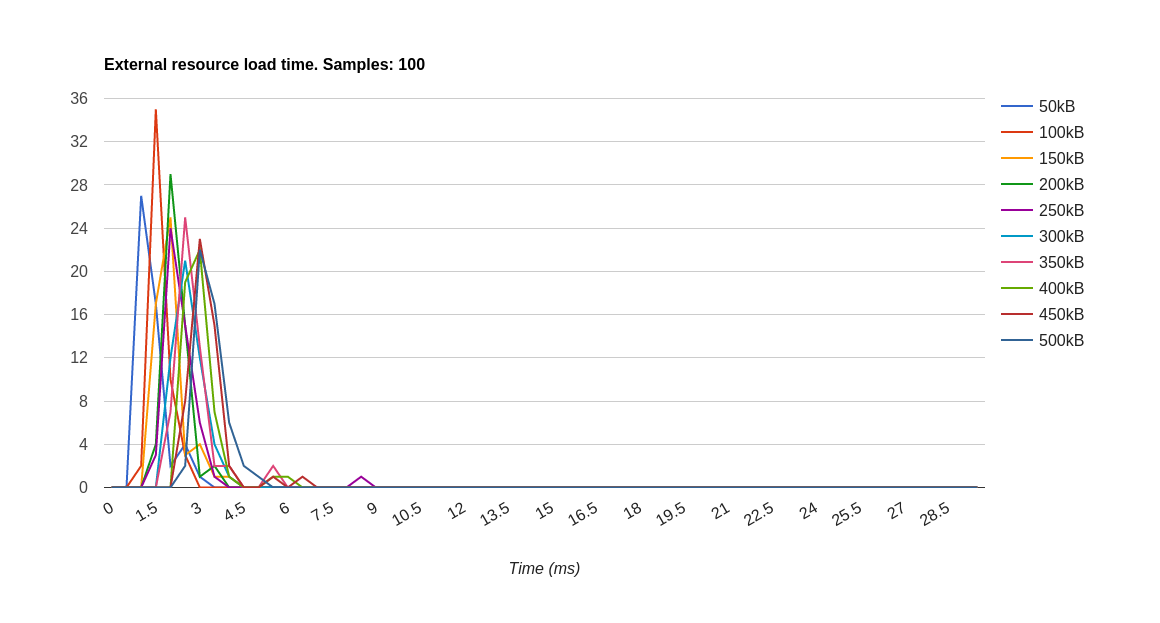 External resource load time. Samples: 100
36
32
28
24
20
16
12
8
4
0
0 1.5 3 4.5 6 7.5 9 10.5 12 13.5 15 16.5 18 19.5 21 22.5 24 25.5 27 28.5
Time (ms)
50kB
100kB
150kB
200kB
250kB
300kB
350kB
400kB
450kB
500kB